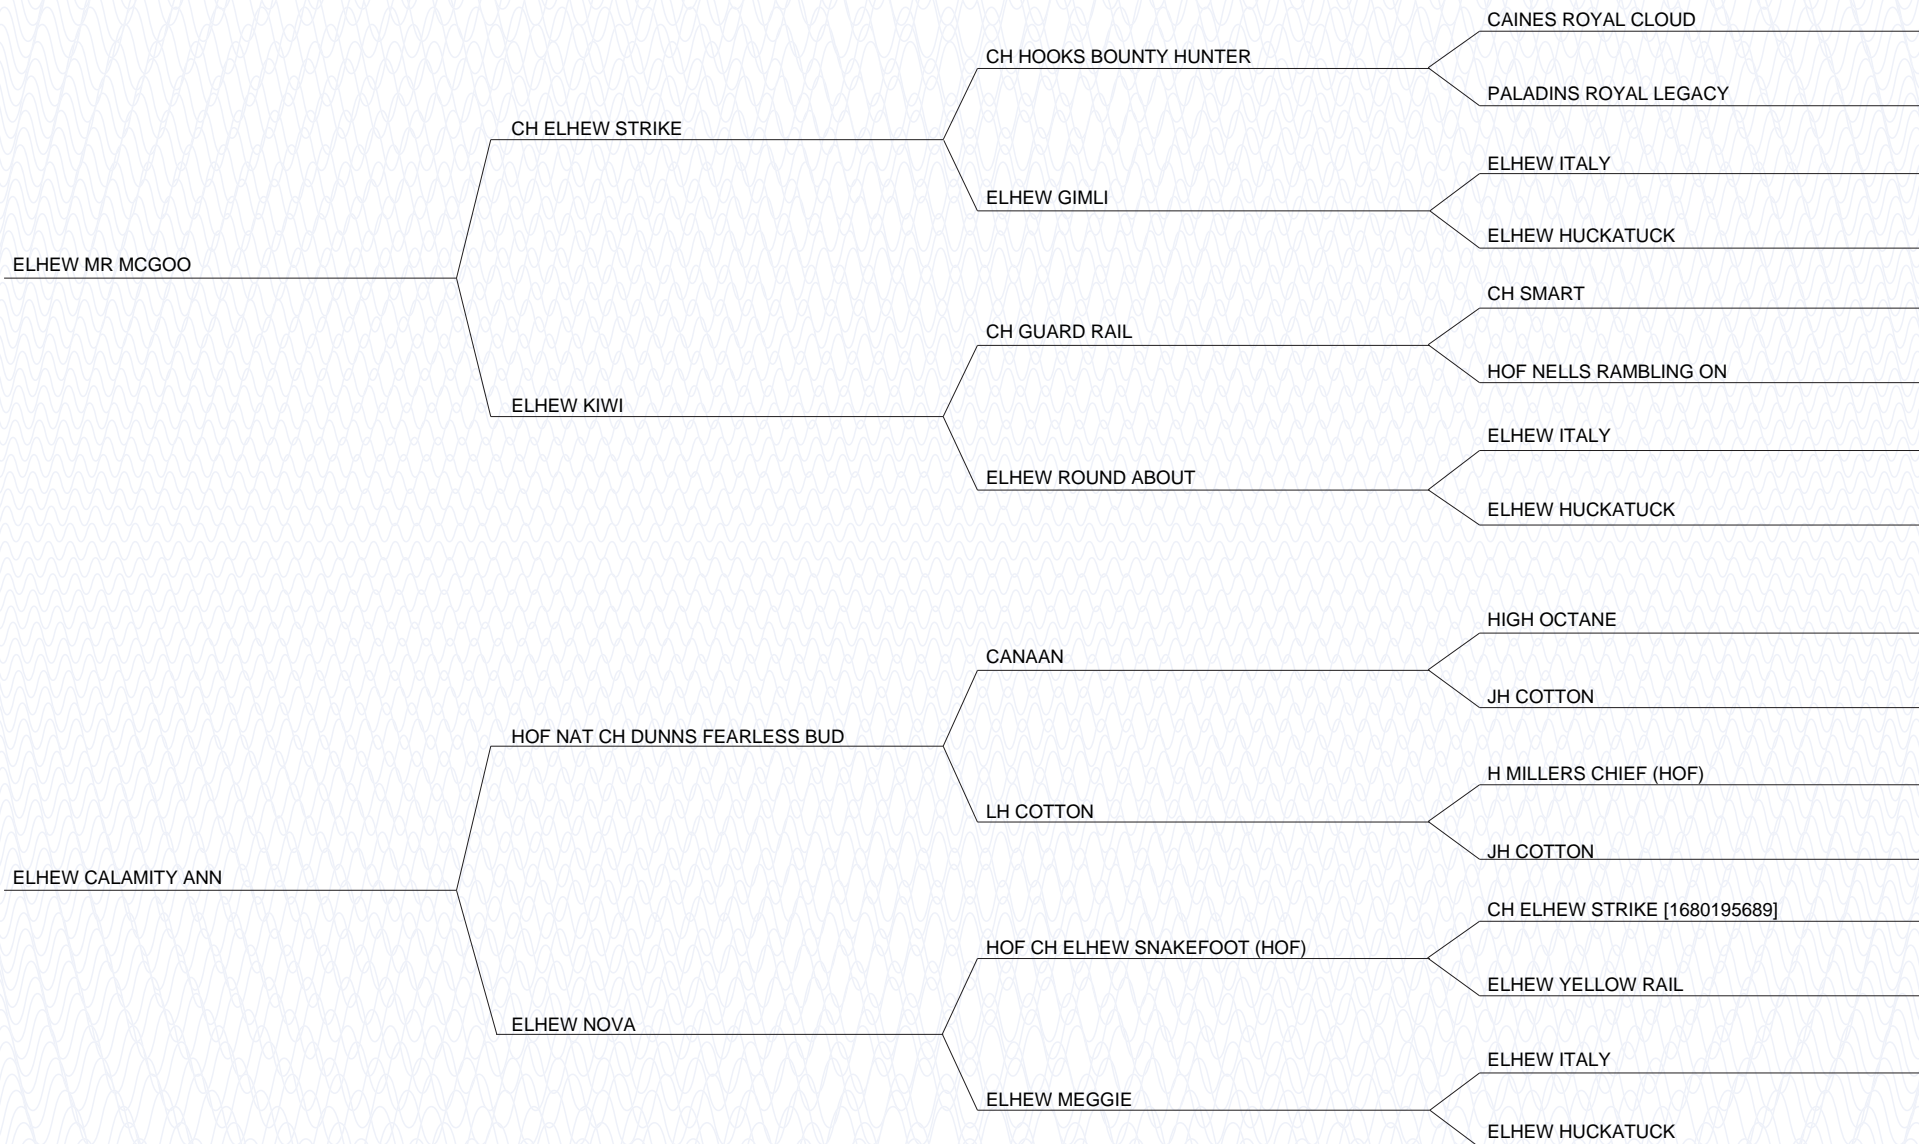 CAINES ROYAL CLOUD
CH HOOKS BOUNTY HUNTER
PALADINS ROYAL LEGACY
CH ELHEW STRIKE
ELHEW ITALY
ELHEW GIMLI
ELHEW HUCKATUCK
ELHEW MR MCGOO
CH SMART
CH GUARD RAIL
HOF NELLS RAMBLING ON
ELHEW KIWI
ELHEW ITALY
ELHEW ROUND ABOUT
ELHEW HUCKATUCK
HIGH OCTANE
CANAAN
JH COTTON
HOF NAT CH DUNNS FEARLESS BUD
H MILLERS CHIEF (HOF)
LH COTTON
JH COTTON
ELHEW CALAMITY ANN
CH ELHEW STRIKE [1680195689]
HOF CH ELHEW SNAKEFOOT (HOF)
ELHEW YELLOW RAIL
ELHEW NOVA
ELHEW ITALY
ELHEW MEGGIE
ELHEW HUCKATUCK